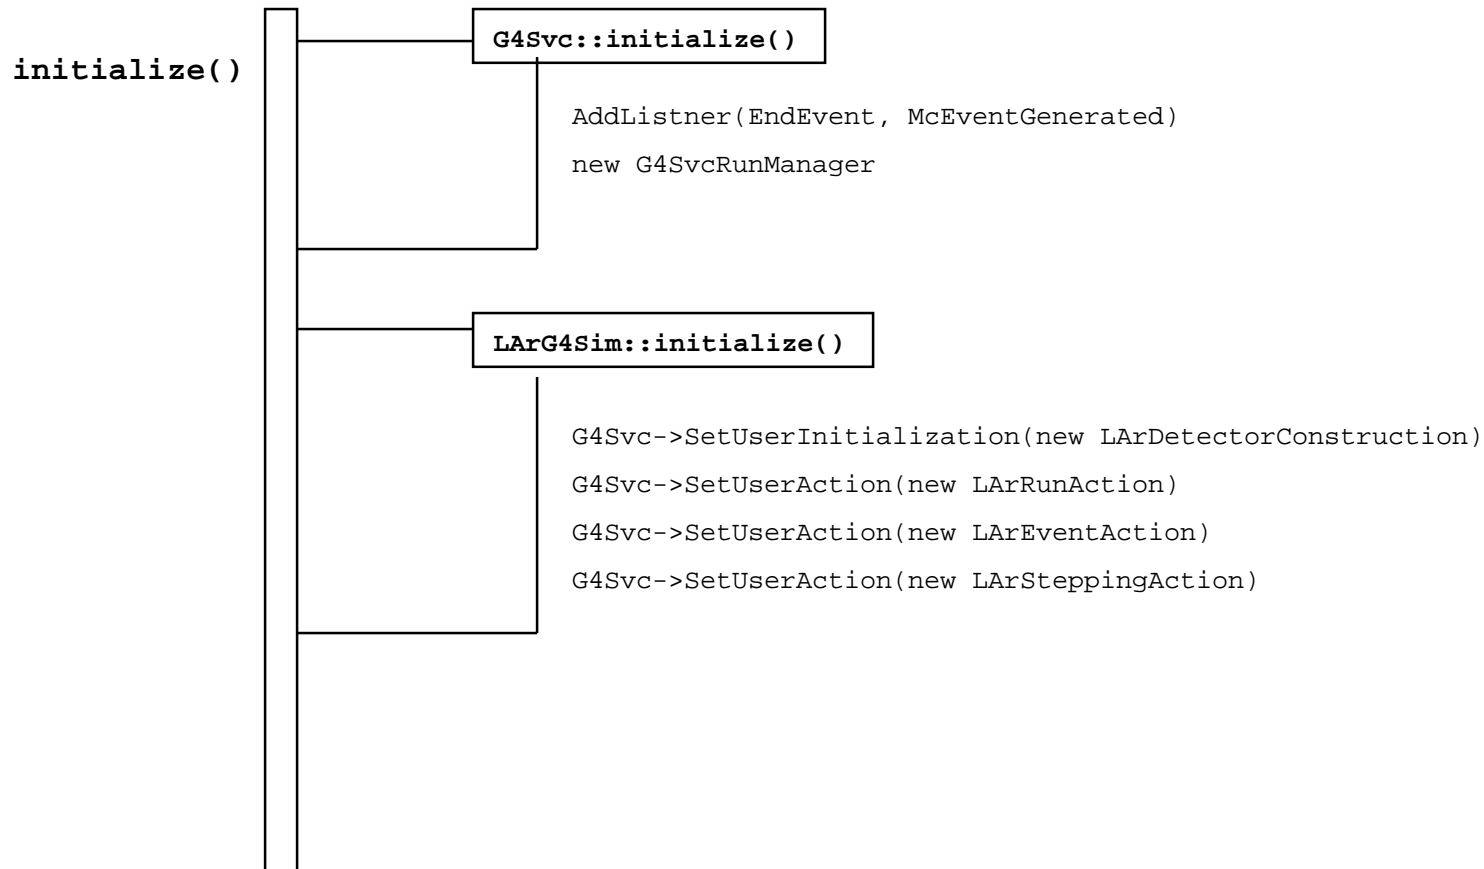 G4Svc::initialize()
initialize()
AddListner(EndEvent, McEventGenerated)
new G4SvcRunManager
LArG4Sim::initialize()
G4Svc->SetUserInitialization(new LArDetectorConstruction)
G4Svc->SetUserAction(new LArRunAction)
G4Svc->SetUserAction(new LArEventAction)
G4Svc->SetUserAction(new LArSteppingAction)